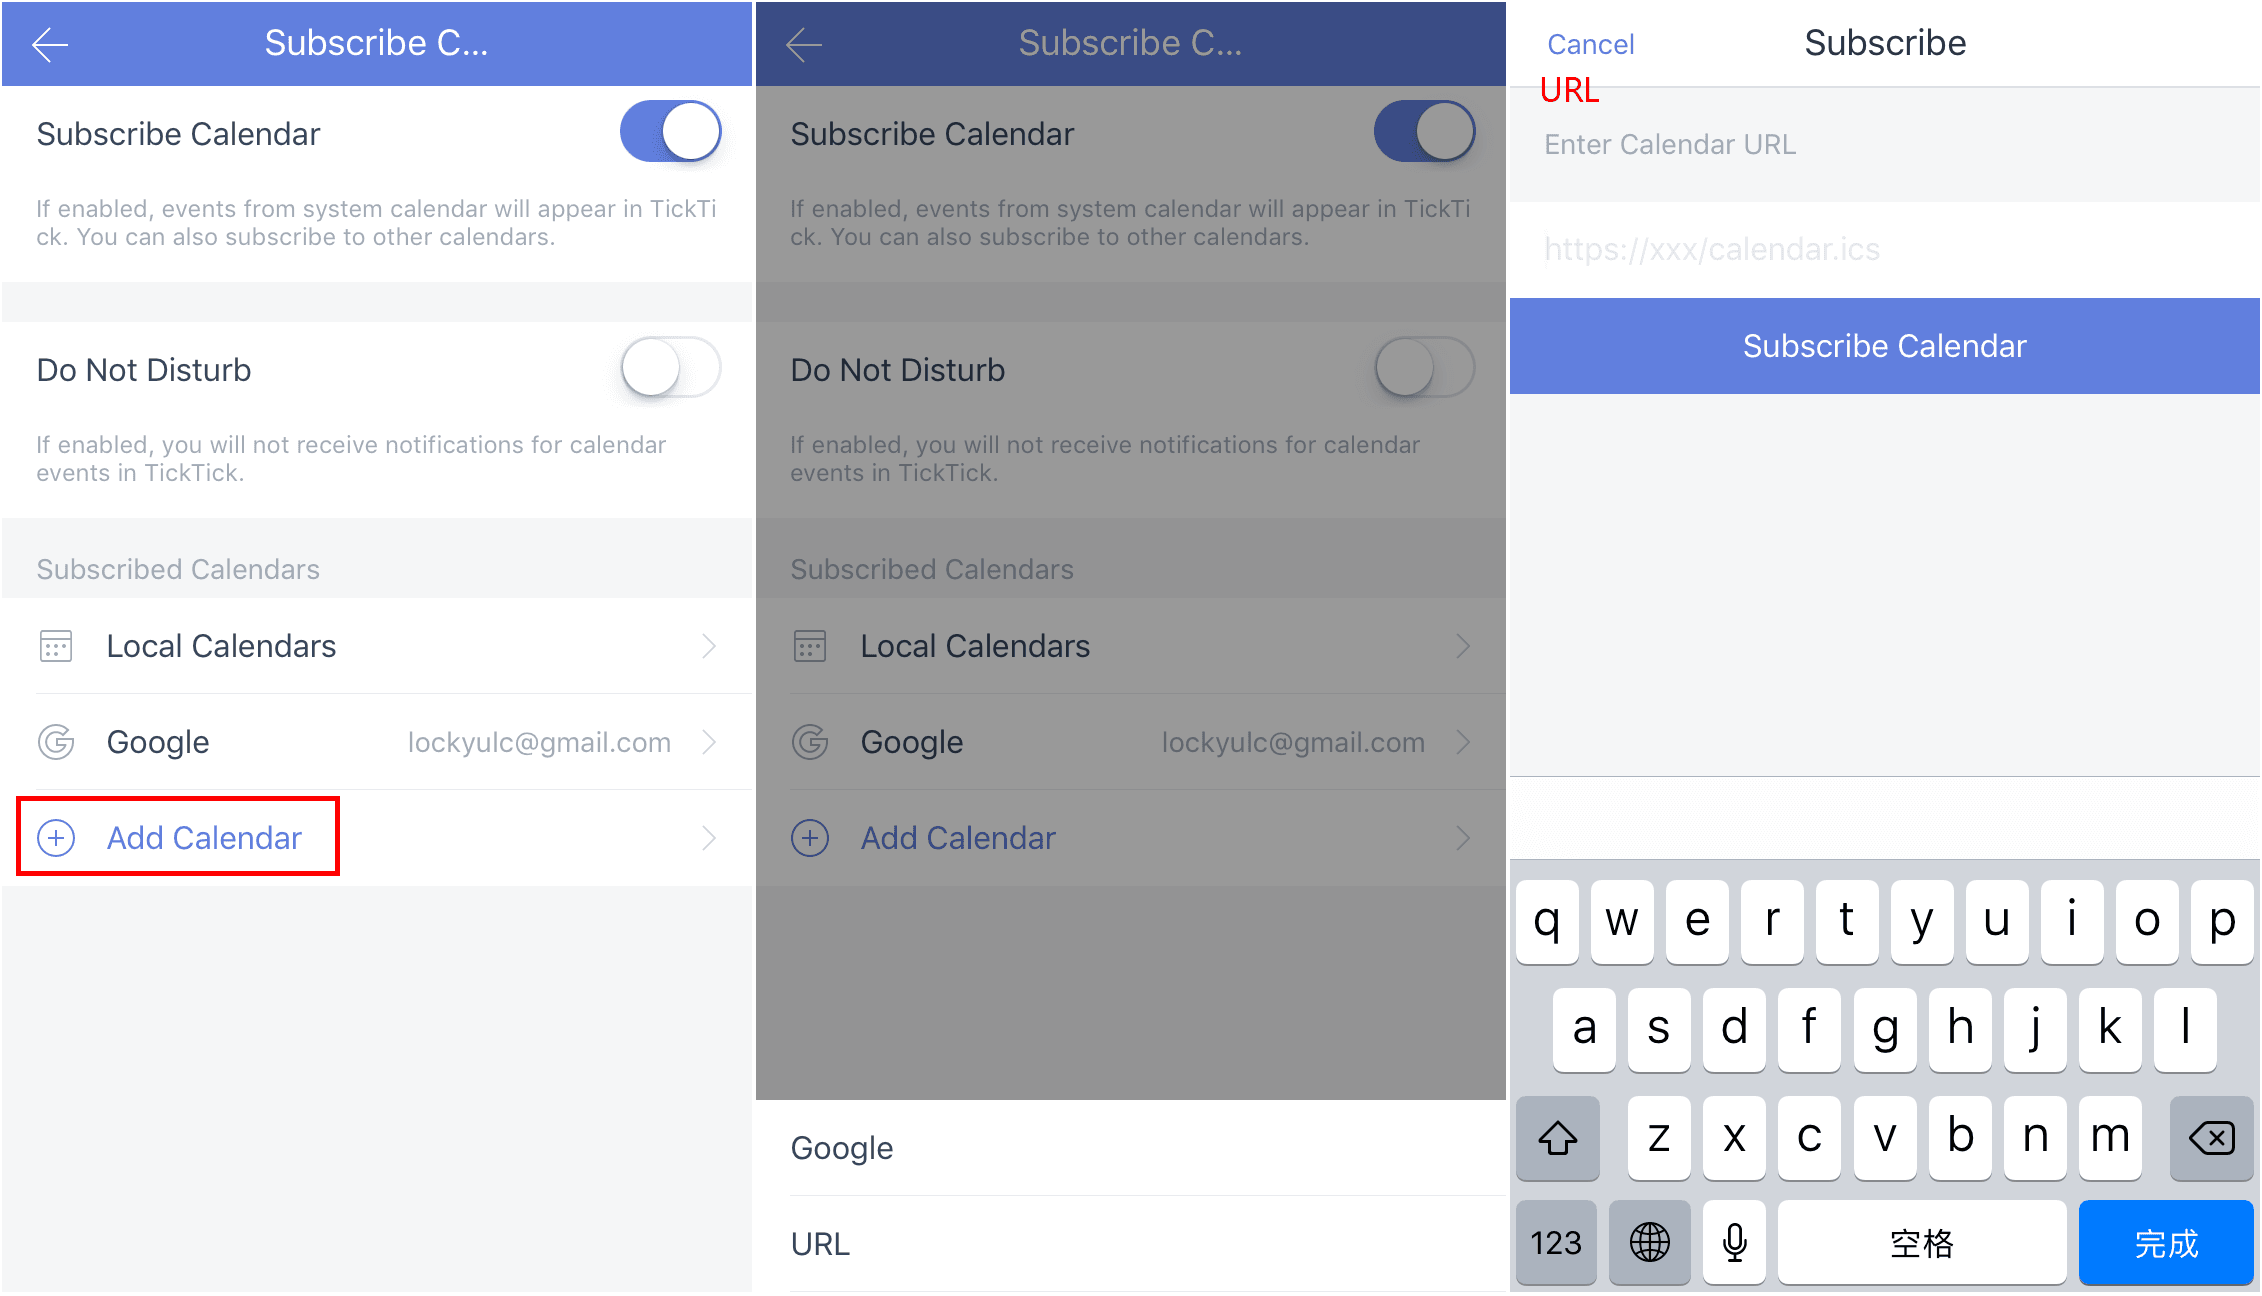 Subscribe C...
Subscribe Calendar
If enabled, events from system calendar will appear in TickTi
ck. You can also subscribe to other calendars.
Do Not Disturb
If enabled, you will not receive notifications for calendar
events in TickTick.
Subscribed Calendars
Local Calendars
Google lockyulc@gmail.com
Add Calendar
Subscribe C...
Subscribe Calendar
If enabled, events from system calendar will appear in TickTi
ck. You can also subscribe to other calendars.
Do Not Disturb
If enabled, you will not receive notifications for calendar
events in TickTick.
Subscribed Calendars
Local Calendars
Google lockyulc@gmail.com
Add Calendar
Google
URL
Cancel Subscribe
URL
Enter Calendar URL
https://xxx/calendar.ics
Subscribe Calendar
q w e r t y u i o p
a s d f g h j k l
z x c v b n m
123 空格 完成